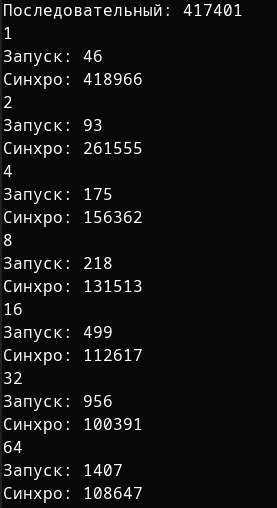 Последовательный: 417401
1
Запуск: 46
Синхро: 418966
2
Запуск: 93
Синхро: 261555
4
Запуск: 175
Синхро: 156362
8
Запуск: 218
Синхро: 131513
16
Запуск: 499
Синхро: 112617
32
Запуск: 956
Синхро: 100391
64
Запуск: 1407
Синхро: 108647